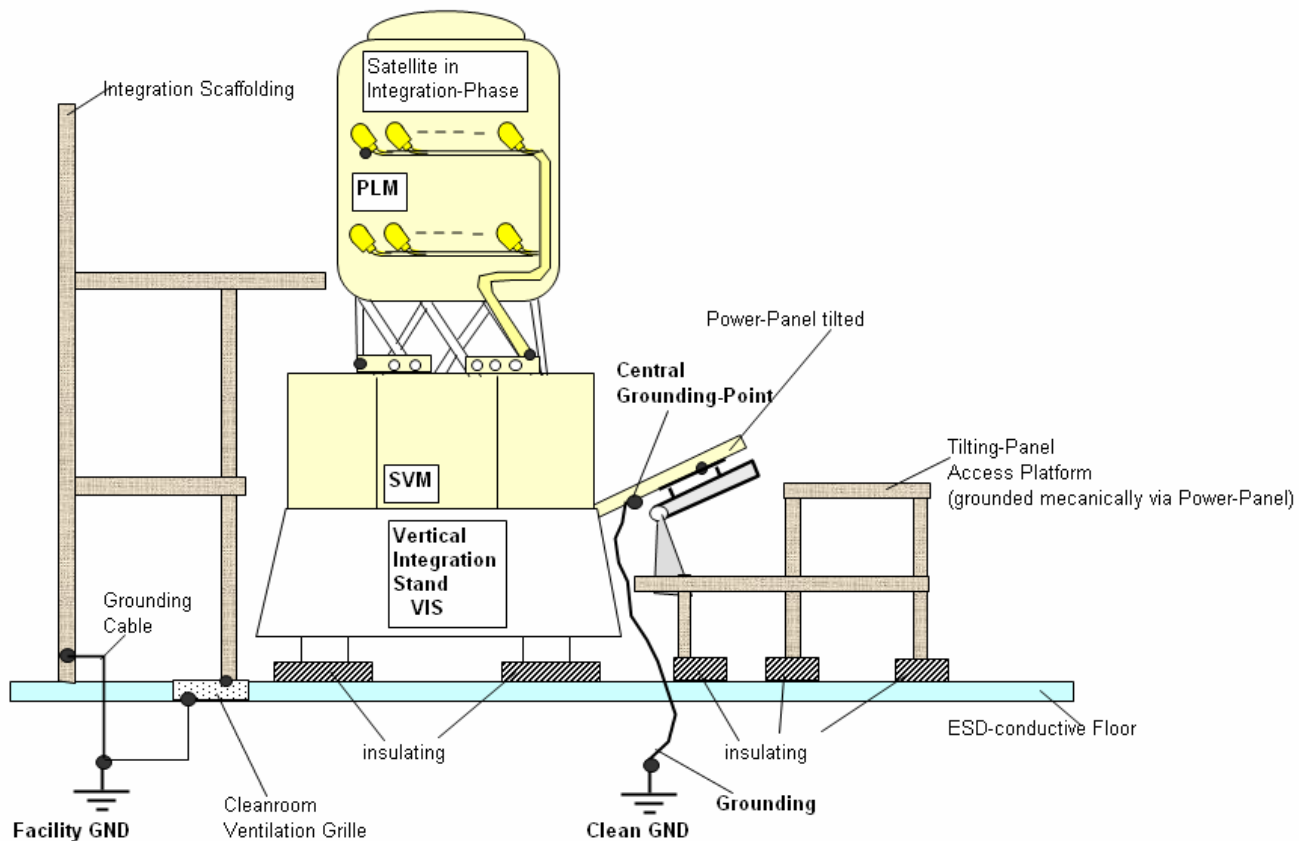 Satellite in
Integration-Phase
Integration Scaffolding
PLM
Power-Panel tilted
Central
Grounding-Point
Tilting-Panel
Access Platform
(grounded mecanically via Power-Panel)
SVM
Vertical
Integration
Stand
VIS
Grounding
Cable
ESD-conductive Floor
insulating
insulating
Cleanroom
Ventilation Grille
Grounding
Facility GND
Clean GND